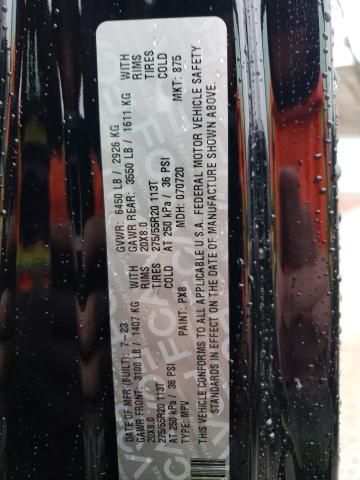 DATE OF MFR (BUILT): 7-23 GVWR: 6450 LB / 2926 KG
GAWR FRONT: 3100 LB / 1407 KG WITH GAWR REAR: 3550 LB / 1611 KG WITH
20X8.0 RIMS 20X8.0 RIMS
275/55R20 113T TIRES 275/55R20 113T TIRES
AT 250 kPa / 36 PSI COLD AT 250 kPa / 36 PSI COLD
TYPE: MPV PAINT: PX8 MDH: 070720 MKT: 875
THIS VEHICLE CONFORMS TO ALL APPLICABLE U.S.A. FEDERAL MOTOR VEHICLE SAFETY
STANDARDS IN EFFECT ON THE DATE OF MANUFACTURE SHOWN ABOVE.